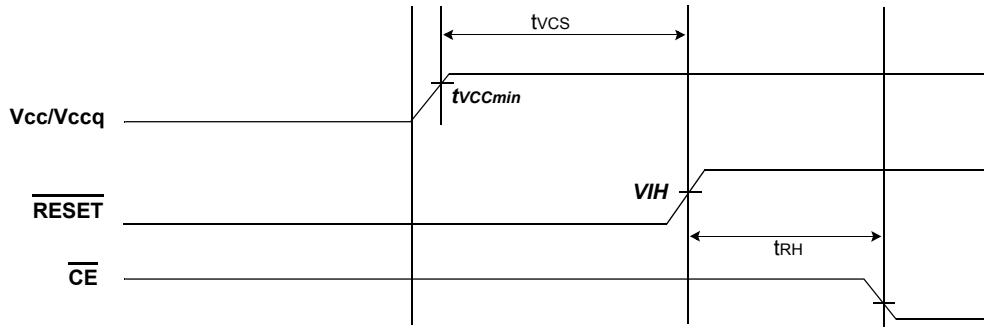 tVCS
tVCCmin
Vcc/Vccq
VIH
RESET
tRH
CE